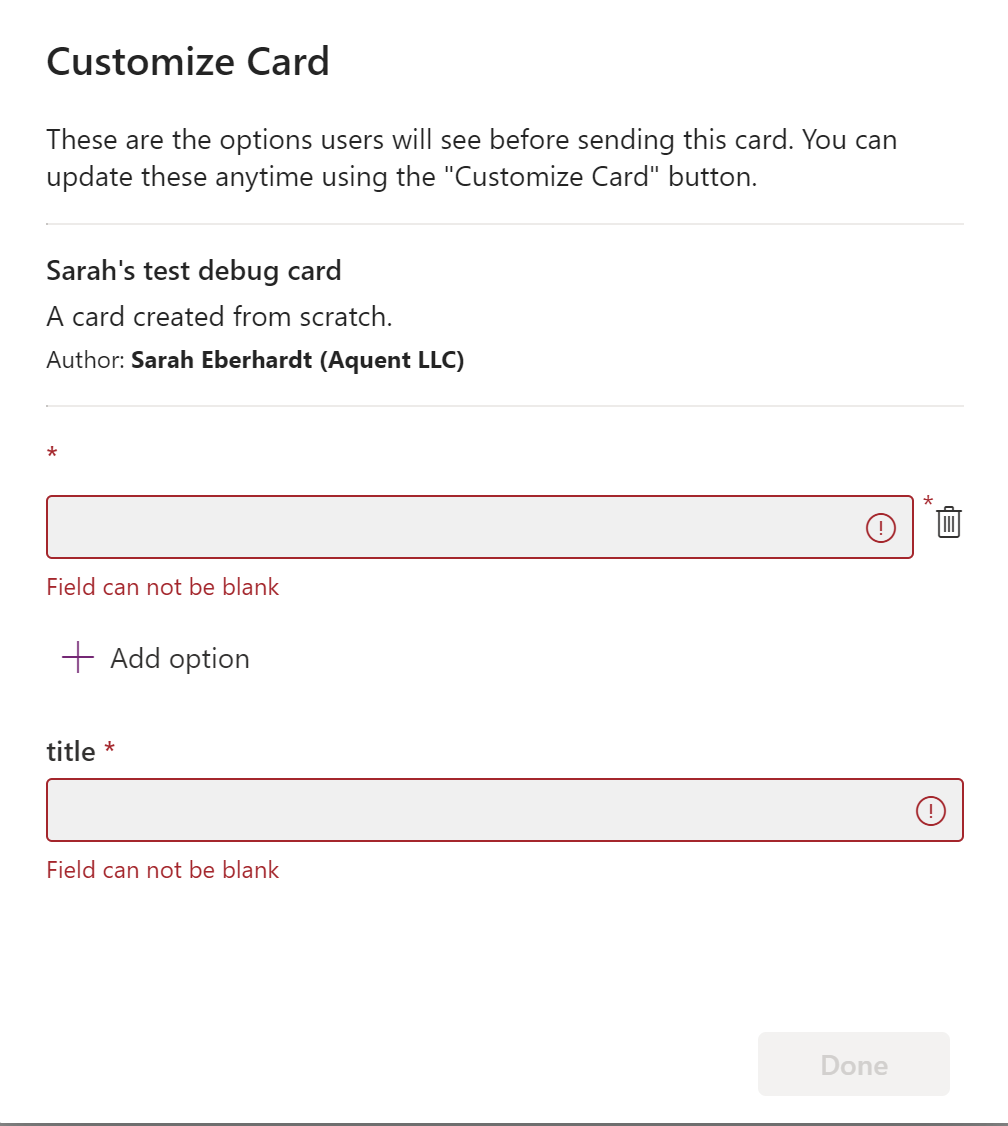 Customize Card
These are the options users will see before sending this card. You can
update these anytime using the "Customize Card" button.
Sarah's test debug card
A card created from scratch.
Author: Sarah Eberhardt (Aquent LLC)
*
*
Field can not be blank
Add option
title *
Field can not be blank
Done